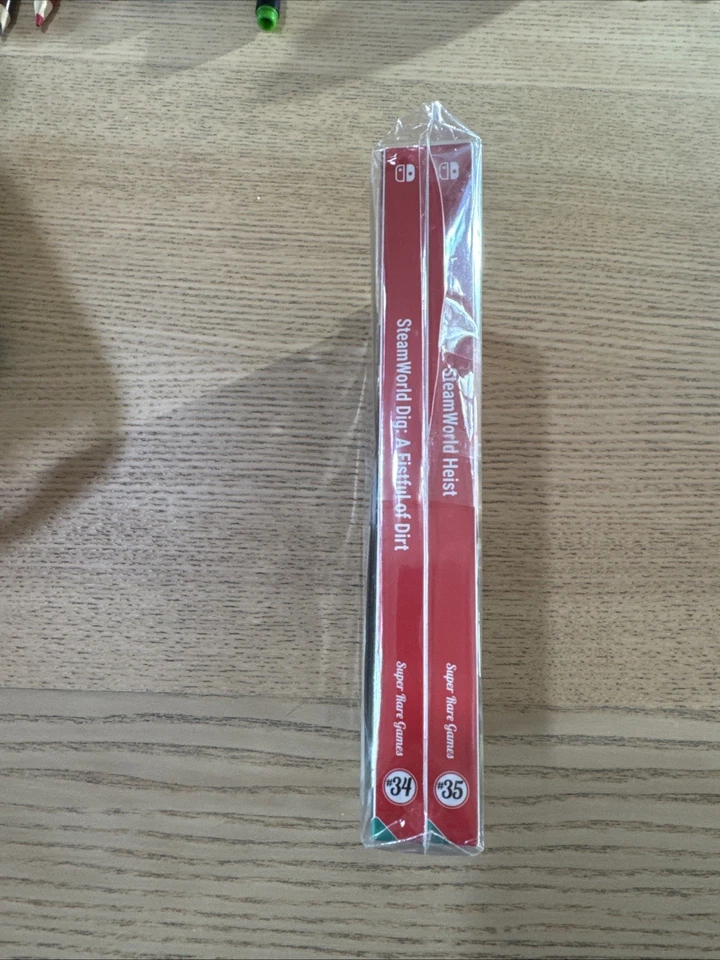 SteamWorld Dig: A Fistful of Dirt
Super Rare Games
#34
SteamWorld Heist
Super Rare Games
#35